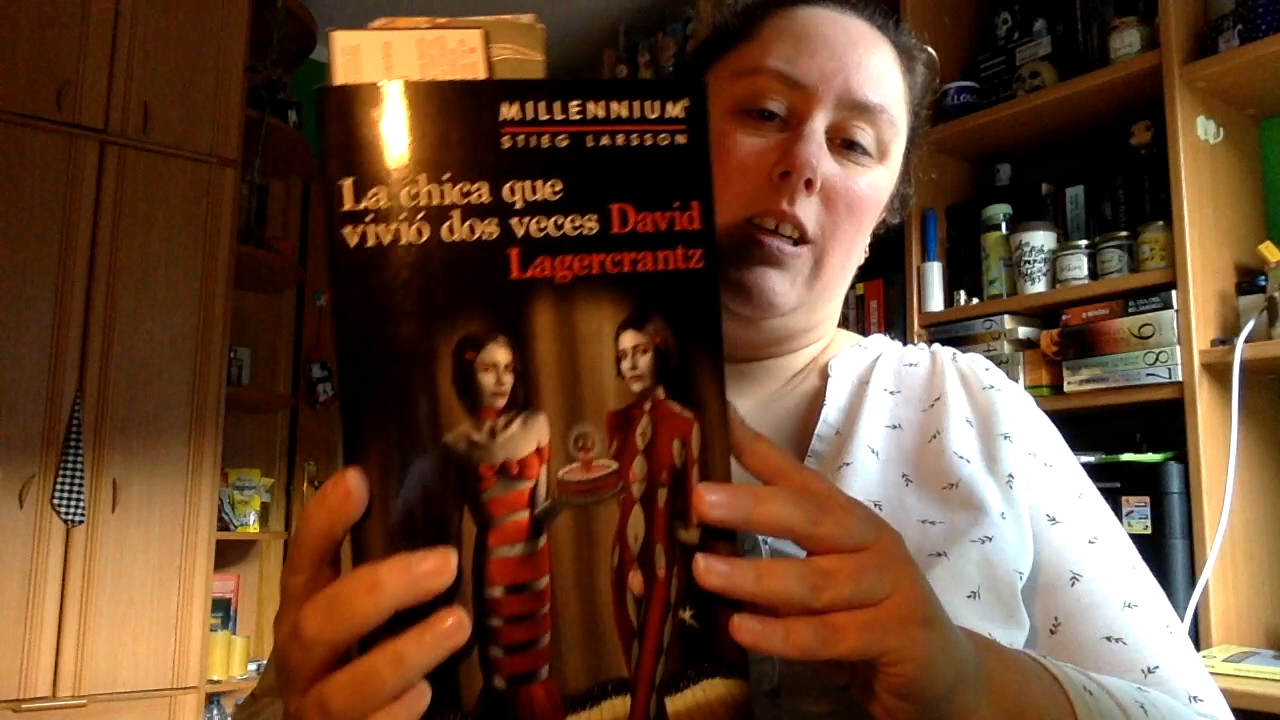 MILLENNIUM
STIEG LARSSON
La chica que
vivió dos veces David
Lagercrantz